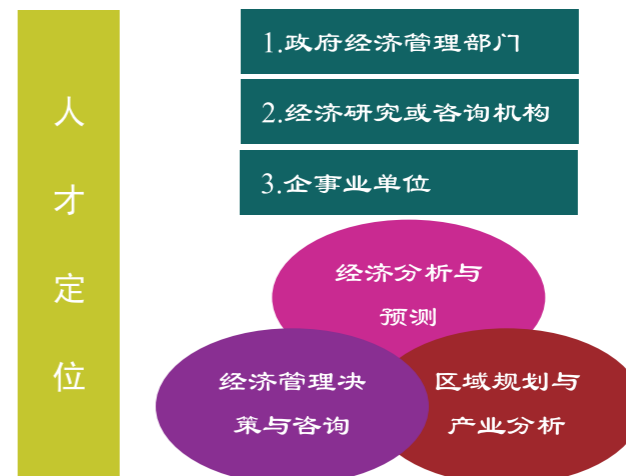 人才定位
1.政府经济管理部门
2.经济研究或咨询机构
3.企事业单位
经济分析与
预测
经济管理决
策与咨询
区域规划与
产业分析